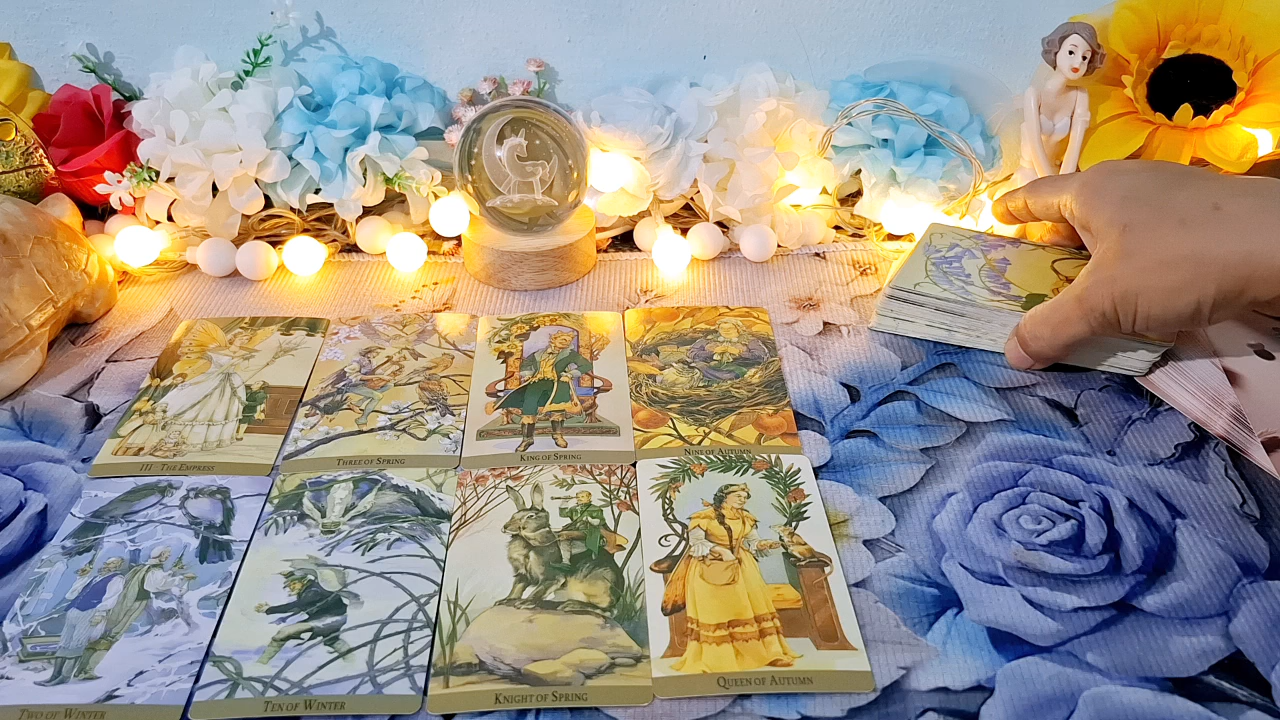 III · THE EMPRESS
THREE OF SPRING
KING OF SPRING
NINE OF AUTUMN
TWO OF WINTER
TEN OF WINTER
KNIGHT OF SPRING
QUEEN OF AUTUMN